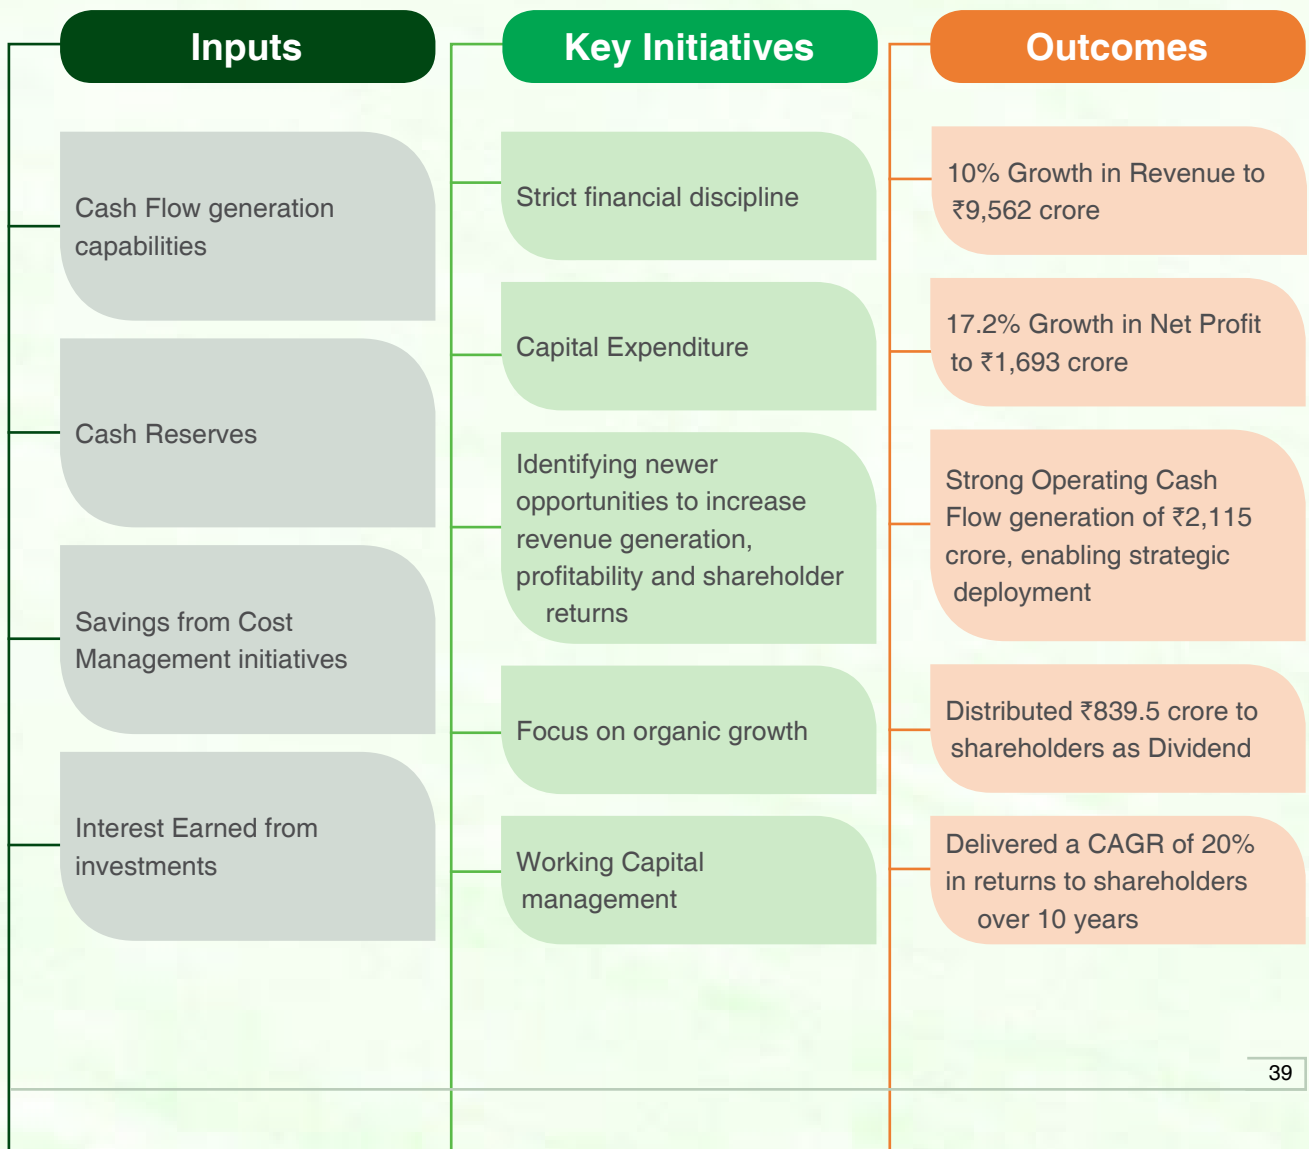 Inputs
Cash Flow generation
capabilities
Cash Reserves
Savings from Cost
Management initiatives
Interest Earned from
investments
Key Initiatives
Strict financial discipline
Capital Expenditure
Identifying newer
opportunities to increase
revenue generation,
profitability and shareholder
returns
Focus on organic growth
Working Capital
management
Outcomes
10% Growth in Revenue to
₹9,562 crore
17.2% Growth in Net Profit
to ₹1,693 crore
Strong Operating Cash
Flow generation of ₹2,115
crore, enabling strategic
deployment
Distributed ₹839.5 crore to
shareholders as Dividend
Delivered a CAGR of 20%
in returns to shareholders
over 10 years
39